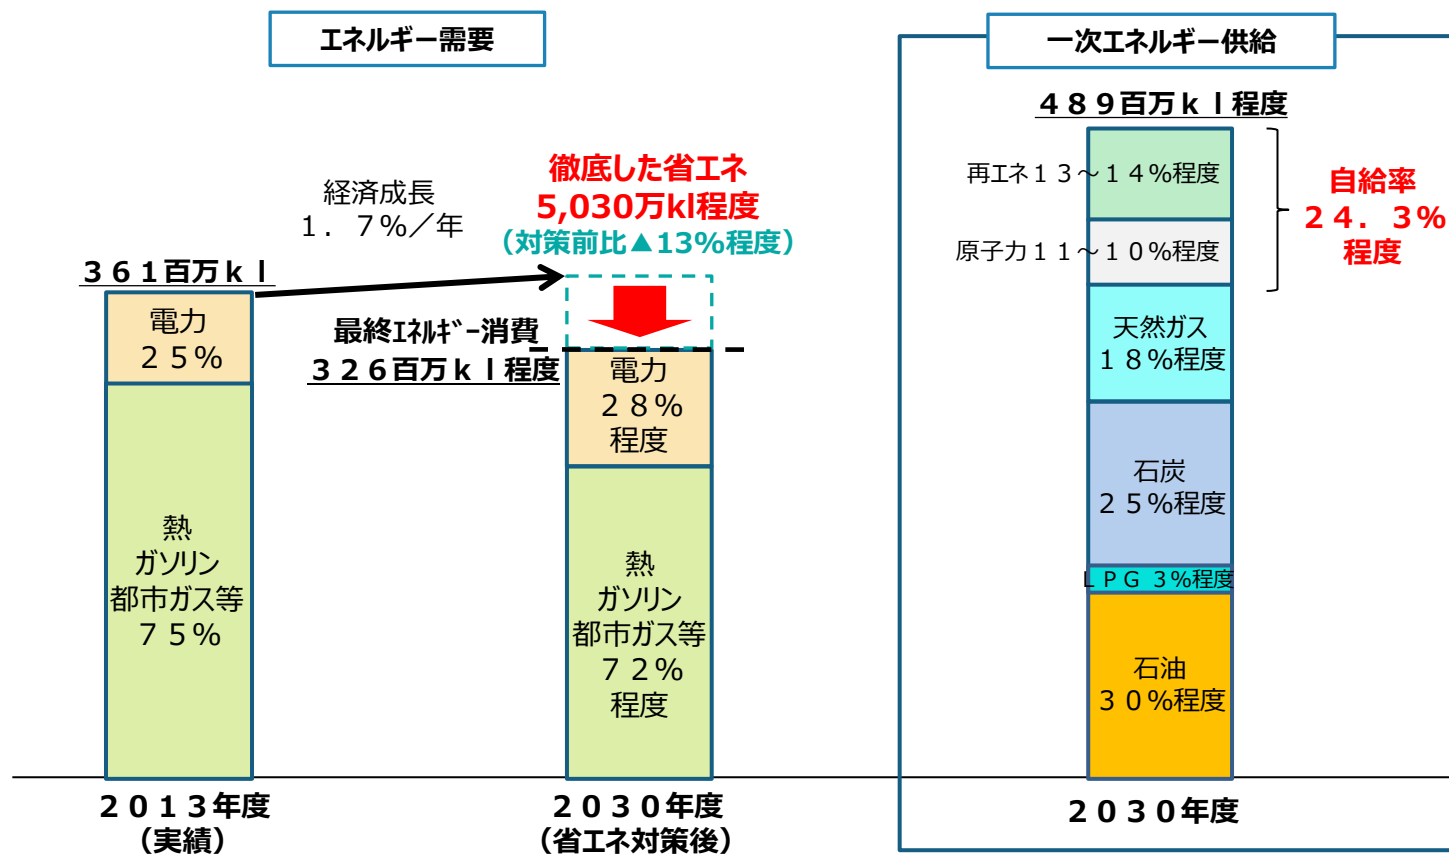 エネルギー需要
経済成長
１．７％／年
徹底した省エネ
5,030万kl程度
（対策前比▲13％程度）
３６１百万ｋｌ
電力
２５％
熱
ガソリン
都市ガス等
７５％
２０１３年度
（実績）
最終ｴﾈﾙｷﾞｰ消費
３２６百万ｋｌ程度
電力
２８％
程度
熱
ガソリン
都市ガス等
７２％
程度
２０３０年度
（省エネ対策後）
一次エネルギー供給
４８９百万ｋｌ程度
再エネ１３～１４％程度
原子力１１～１０％程度
自給率
２４．３％
程度
天然ガス
１８％程度
石炭
２５％程度
ＬＰＧ ３％程度
石油
３０％程度
２０３０年度